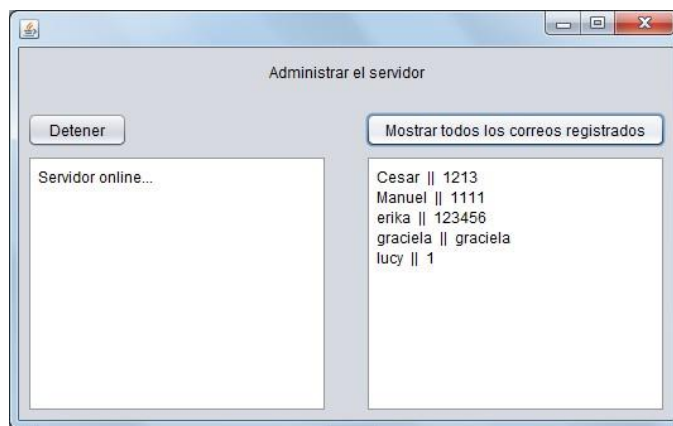 Administrar el servidor
Detener
Mostrar todos los correos registrados
Servidor online...
Cesar || 1213
Manuel || 1111
erika || 123456
graciela || graciela
lucy || 1